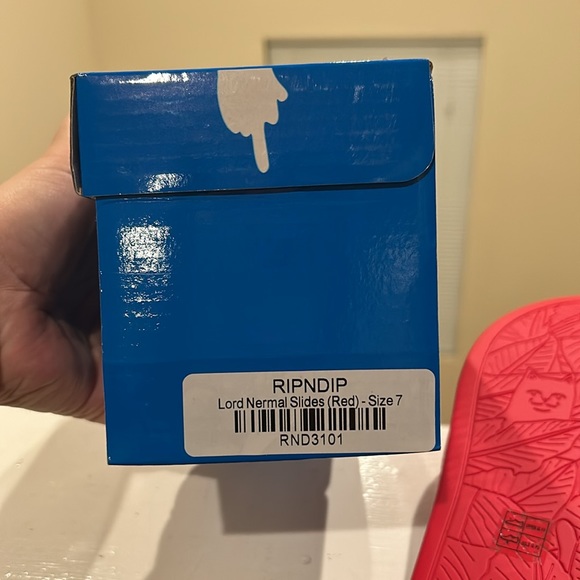 RIPNDIP
Lord Nermal Slides (Red) - Size 7
RND3101